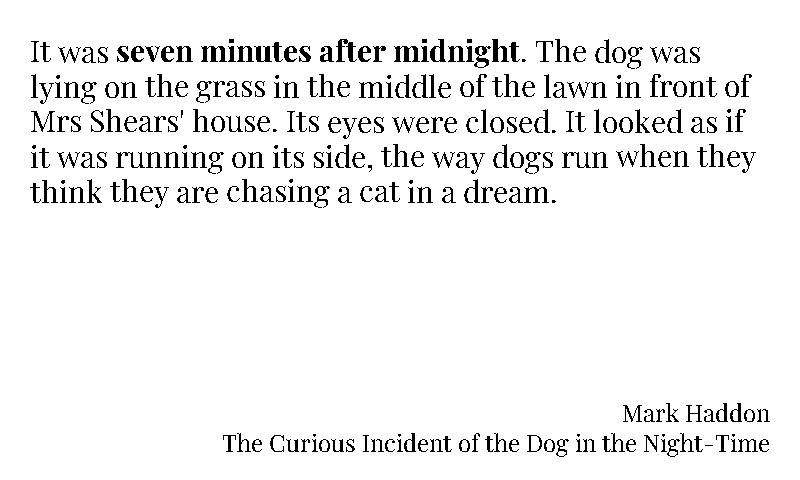 It was seven minutes after midnight. The dog was
lying on the grass in the middle of the lawn in front of
Mrs Shears' house. Its eyes were closed. It looked as if
it was running on its side, the way dogs run when they
think they are chasing a cat in a dream.
Mark Haddon
The Curious Incident of the Dog in the Night-Time